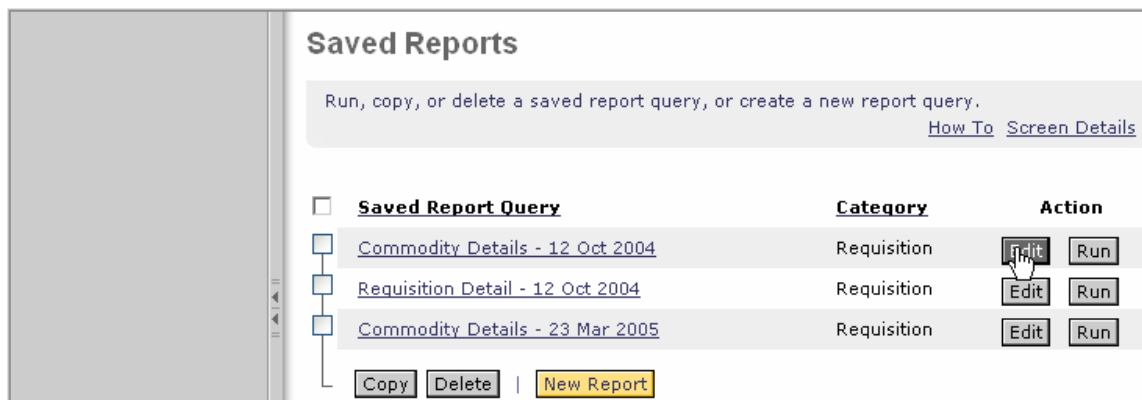 Saved Reports
Run, copy, or delete a saved report query, or create a new report query.
How To Screen Details
Saved Report Query Category Action
Commodity Details - 12 Oct 2004 Requisition Edit Run
Requisition Detail - 12 Oct 2004 Requisition Edit Run
Commodity Details - 23 Mar 2005 Requisition Edit Run
Copy Delete | New Report